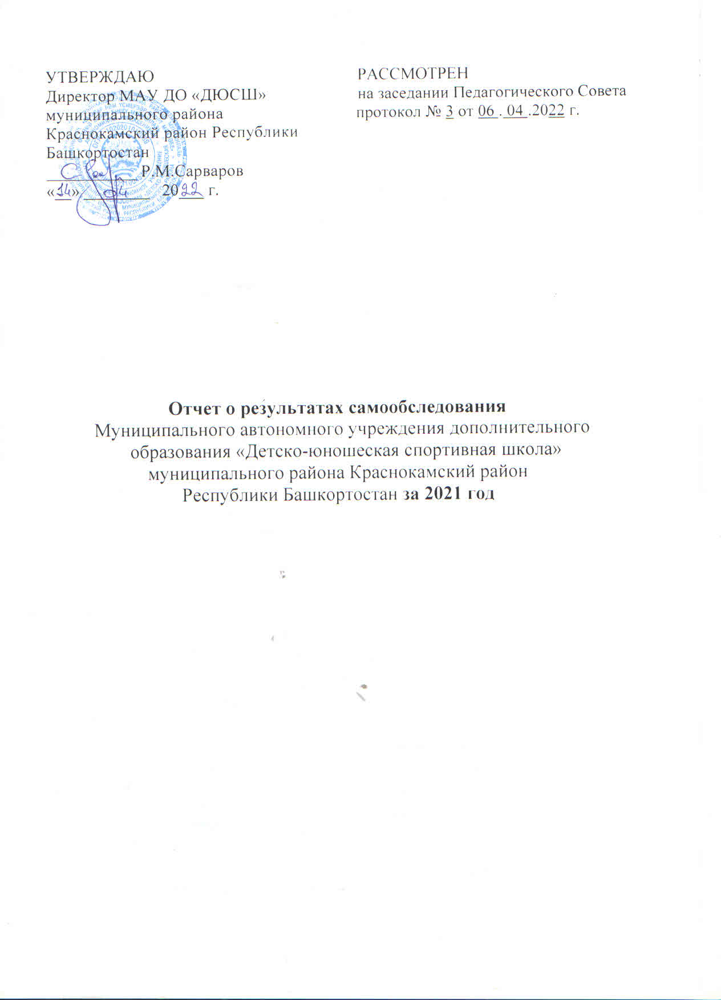 УТВЕРЖДАЮ
Директор МАУ ДО «ДЮСШ»
муниципального района
Краснокамский район Республики
Башкортостан
Р.М.Сарваров
«14» 04 2022 г.
РАССМОТРЕН
на заседании Педагогического Совета
протокол № 3 от 06 . 04 .2022 г.
Отчет о результатах самообследования
Муниципального автономного учреждения дополнительного
образования «Детско-юношеская спортивная школа»
муниципального района Краснокамский район
Республики Башкортостан за 2021 год